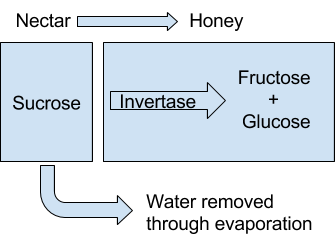 Nectar
Honey
Sucrose
Invertase
Fructose
+
Glucose
Water removed
through evaporation